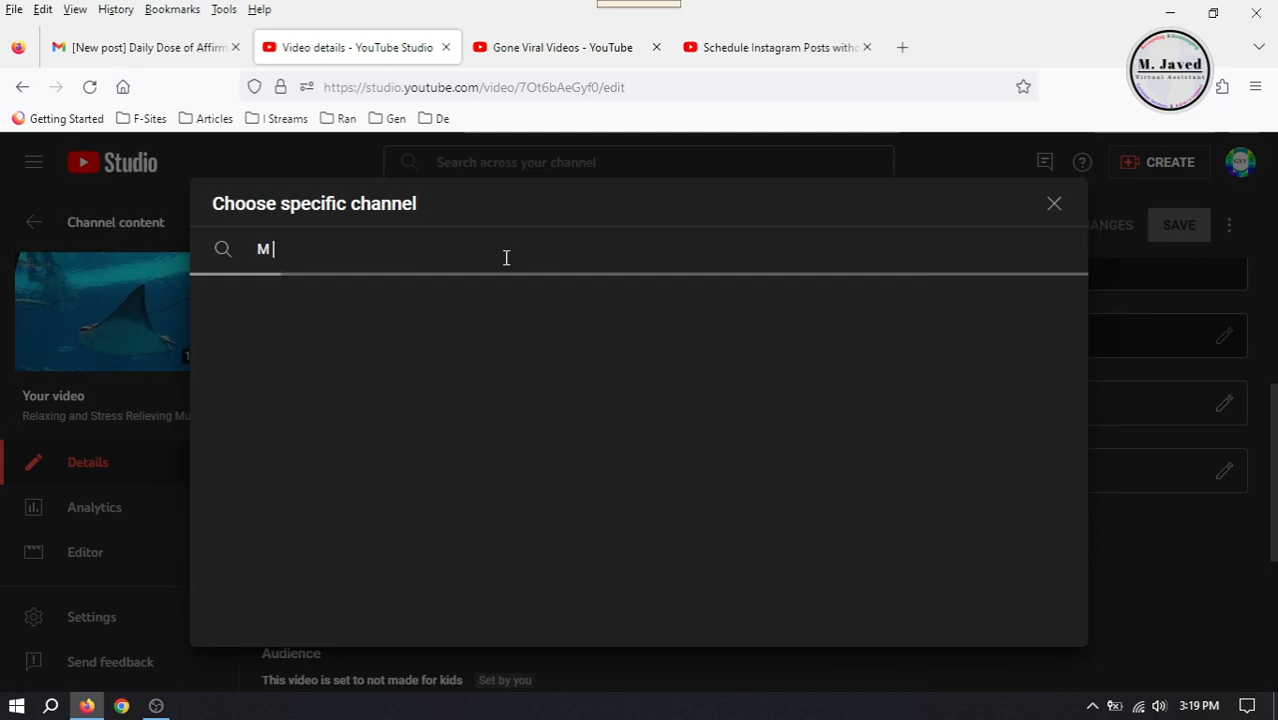 File Edit View History Bookmarks Tools Help
[New post] Daily Dose of Affirm
Video details - YouTube Studio
Gone Viral Videos - YouTube
Schedule Instagram Posts witho
https://studio.youtube.com/video/7Ot6bAeGyf0/edit
M. Javed
Virtual Assistant
Getting Started F-Sites Articles I Streams Ran Gen De
Studio
Search across your channel
CREATE
Channel content
Choose specific channel
ANGES
SAVE
M
Your video
Relaxing and Stress Relieving Mu
Details
Analytics
Editor
Settings
Send feedback
Audience
This video is set to not made for kids Set by you
3:19 PM